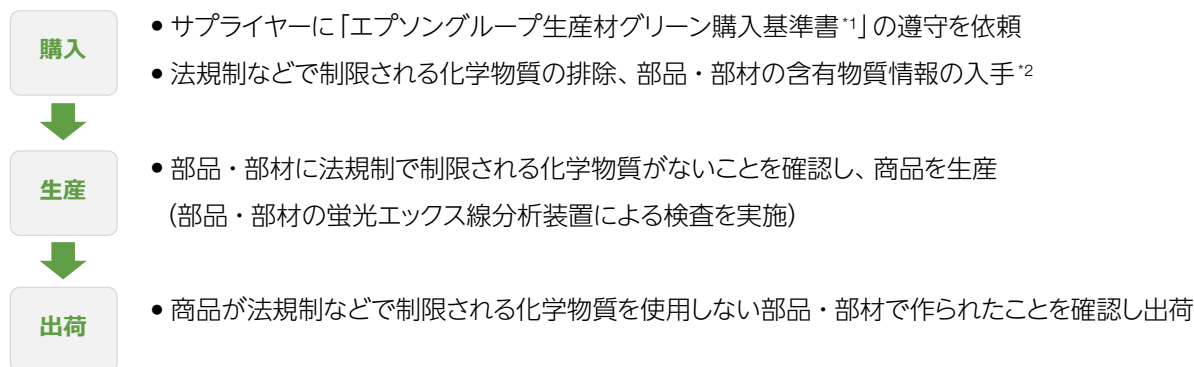 購入
• サプライヤーに「エプソングループ生産材グリーン購入基準書*1」の遵守を依頼
• 法規制などで制限される化学物質の排除、部品・部材の含有物質情報の入手*2
生産
• 部品・部材に法規制で制限される化学物質がないことを確認し、商品を生産
(部品・部材の蛍光エックス線分析装置による検査を実施)
出荷
• 商品が法規制などで制限される化学物質を使用しない部品・部材で作られたことを確認し出荷